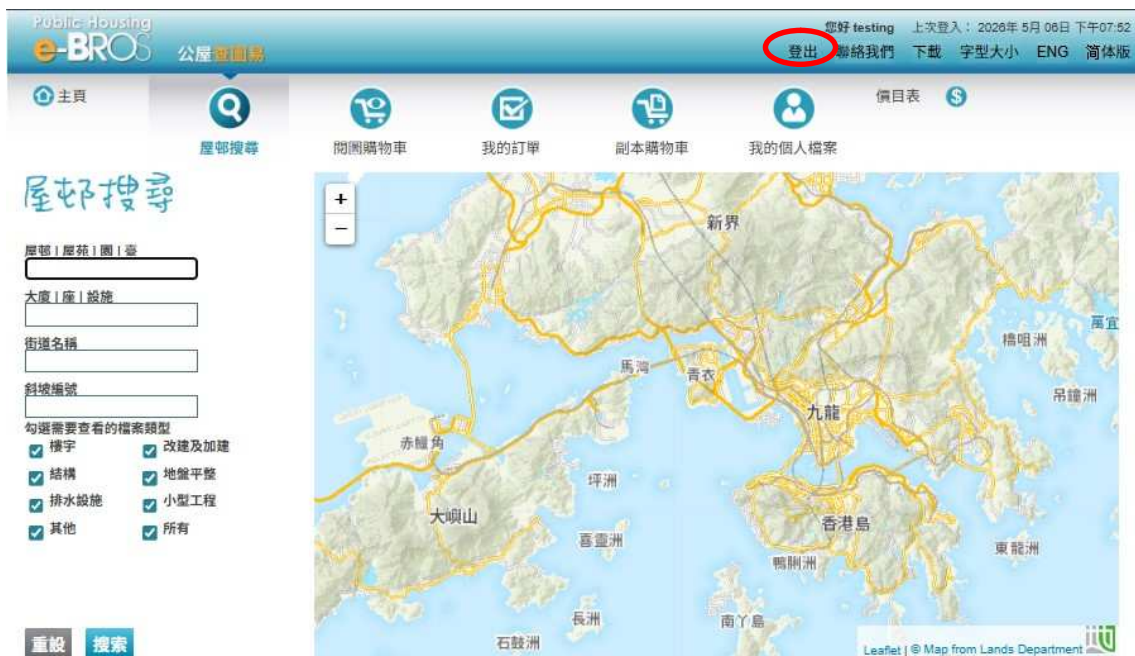 Public Housing
e-BROS 公屋查圖易
您好 testing 上次登入： 2026年 5月 06日 下午07:52
登出 聯絡我們 下載 字型大小 ENG 简体版
主頁
屋邨搜尋
閱圖購物車
我的訂單
副本購物車
我的個人檔案
價目表
屋邨搜尋
屋邨 | 屋苑 | 園 | 臺
大廈 | 座 | 設施
街道名稱
斜坡編號
勾選需要查看的檔案類型
樓宇 改建及加建
結構 地盤平整
排水設施 小型工程
其他 所有
重設 搜索
+
−
新界
萬宜
橋咀洲
馬灣
青衣
吊鐘洲
九龍
赤鱲角
坪洲
大嶼山
香港島
喜靈洲
東龍洲
鴨脷洲
長洲
南丫島
石鼓洲
Leaflet | © Map from Lands Department